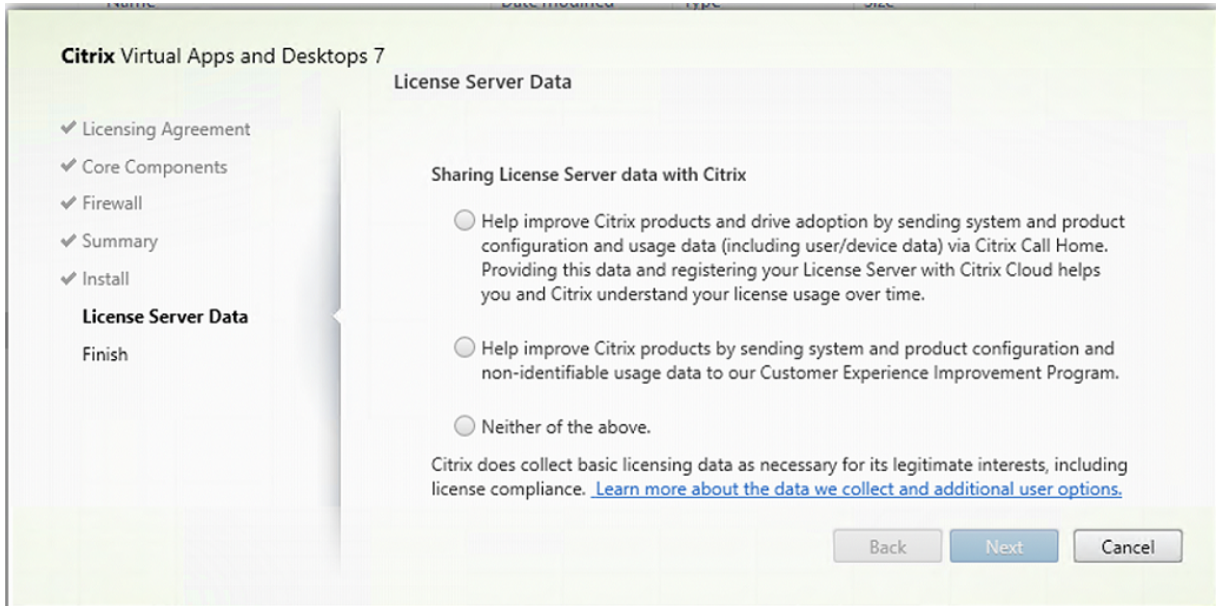 Name Date modified Type Size
Citrix Virtual Apps and Desktops 7
License Server Data
Licensing Agreement
Core Components
Firewall
Summary
Install
License Server Data
Finish
Sharing License Server data with Citrix
Help improve Citrix products and drive adoption by sending system and product
configuration and usage data (including user/device data) via Citrix Call Home.
Providing this data and registering your License Server with Citrix Cloud helps
you and Citrix understand your license usage over time.
Help improve Citrix products by sending system and product configuration and
non-identifiable usage data to our Customer Experience Improvement Program.
Neither of the above.
Citrix does collect basic licensing data as necessary for its legitimate interests, including
license compliance. Learn more about the data we collect and additional user options.
Back Next Cancel